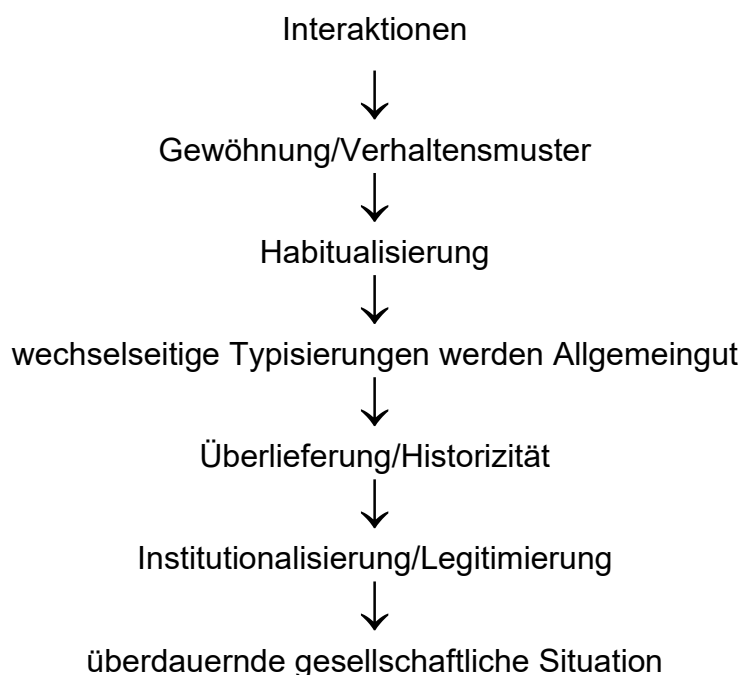 Interaktionen
Gewöhnung/Verhaltensmuster
Habitualisierung
wechselseitige Typisierungen werden Allgemeingut
Überlieferung/Historizität
Institutionalisierung/Legitimierung
überdauernde gesellschaftliche Situation